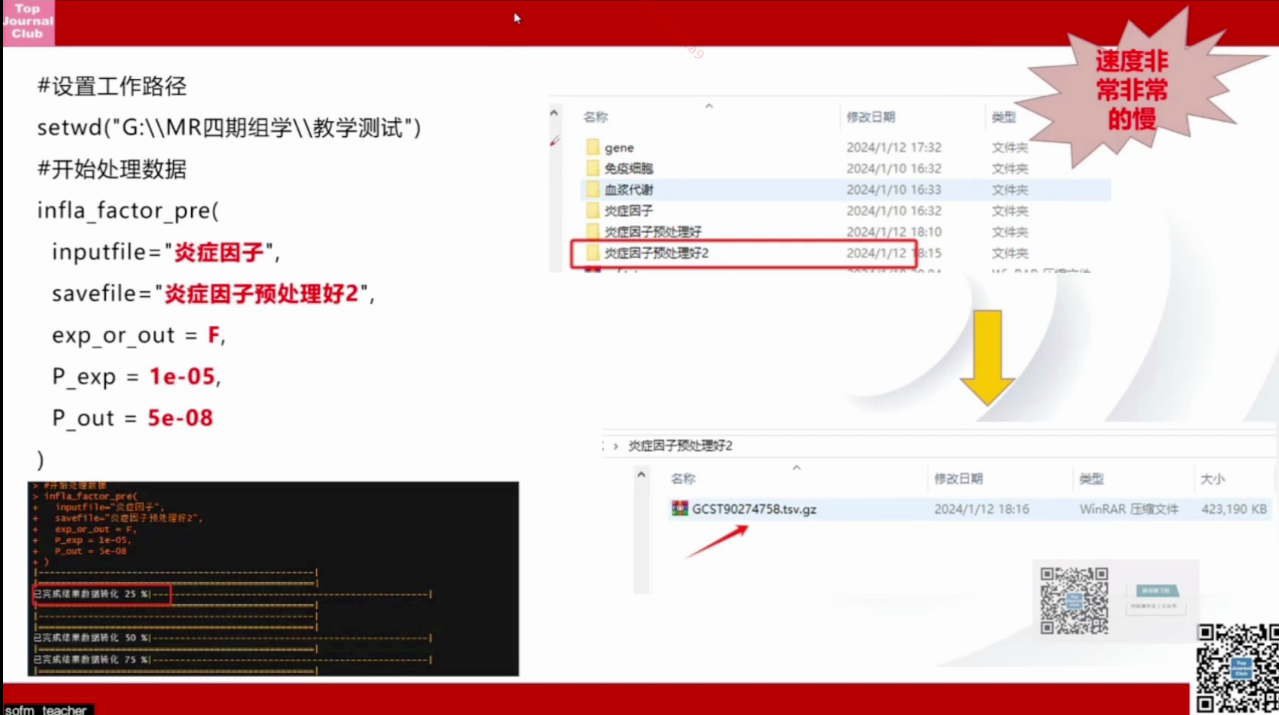 Top
Journal
Club
速度非
常非常
的慢
#设置工作路径
setwd("G:\\MR四期组学\\教学测试")
#开始处理数据
infla_factor_pre(
inputfile="炎症因子",
savefile="炎症因子预处理好2",
exp_or_out = F,
P_exp = 1e-05,
P_out = 5e-08
)
名称 修改日期 类型
gene 2024/1/12 17:32 文件夹
免疫细胞 2024/1/10 16:32 文件夹
血浆代谢 2024/1/10 16:33 文件夹
炎症因子 2024/1/10 16:32 文件夹
炎症因子预处理好 2024/1/12 18:10 文件夹
炎症因子预处理好2 2024/1/12 18:15 文件夹
› 炎症因子预处理好2
名称 修改日期 类型 大小
GCST90274758.tsv.gz 2024/1/12 18:16 WinRAR 压缩文件 423,190 KB
> #开始处理数据
> infla_factor_pre(
+ inputfile="炎症因子",
+ savefile="炎症因子预处理好2",
+ exp_or_out = F,
+ P_exp = 1e-05,
+ P_out = 5e-08
+ )
已完成结果数据转化 25 %
已完成结果数据转化 50 %
已完成结果数据转化 75 %
Top
Journal
Club
sofm_teacher